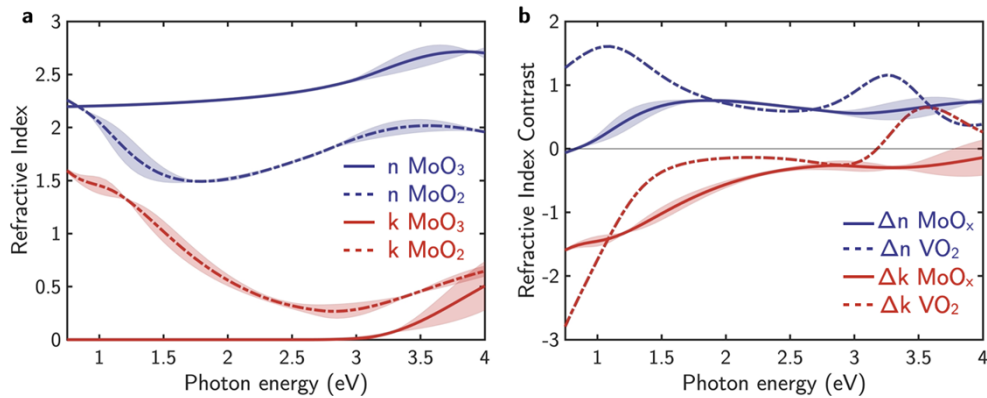 a
3
2.5
2
1.5
1
0.5
0
Refractive Index
n MoO₃
n MoO₂
k MoO₃
k MoO₂
1 1.5 2 2.5 3 3.5 4
Photon energy (eV)
b
2
1
0
-1
-2
-3
Refractive Index Contrast
Δn MoOₓ
Δn VO₂
Δk MoOₓ
Δk VO₂
1 1.5 2 2.5 3 3.5 4
Photon energy (eV)